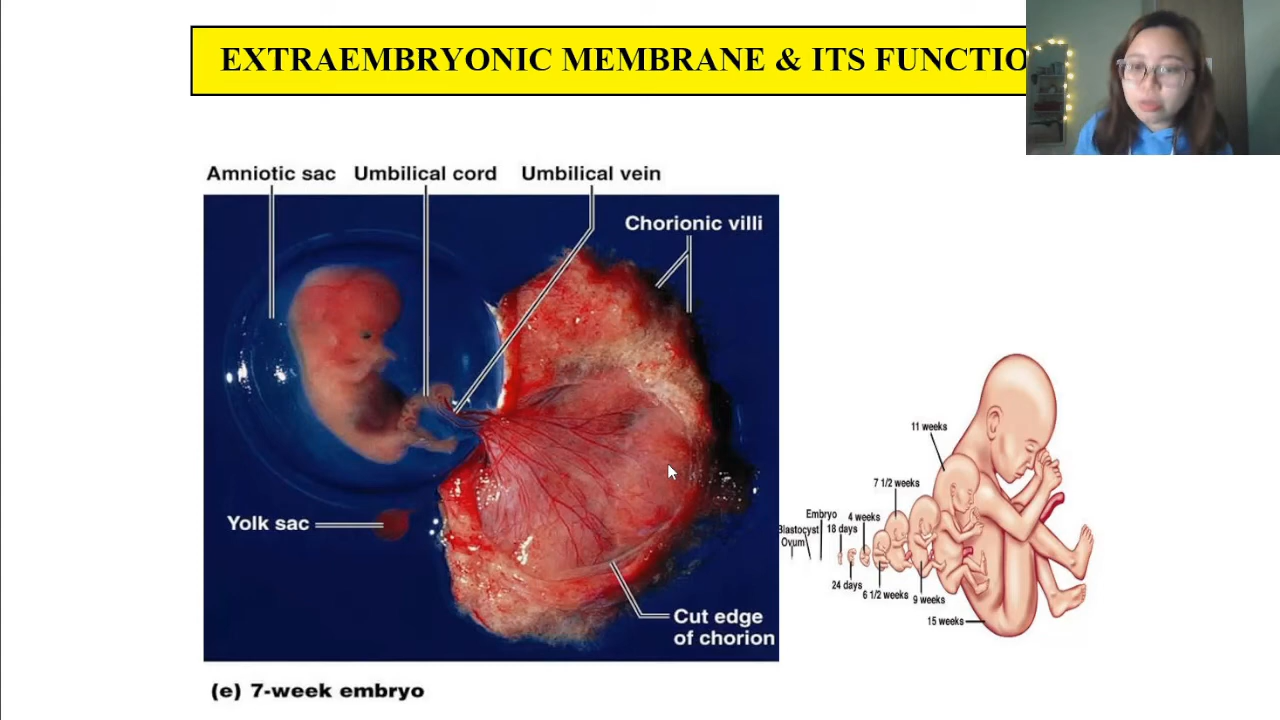 EXTRAEMBRYONIC MEMBRANE & ITS FUNCTIO
Amniotic sac Umbilical cord Umbilical vein
Chorionic villi
Yolk sac
Cut edge
of chorion
(e) 7-week embryo
11 weeks
7 1/2 weeks
Embryo
4 weeks
Blastocyst
18 days
Ovum
24 days
6 1/2 weeks
9 weeks
15 weeks